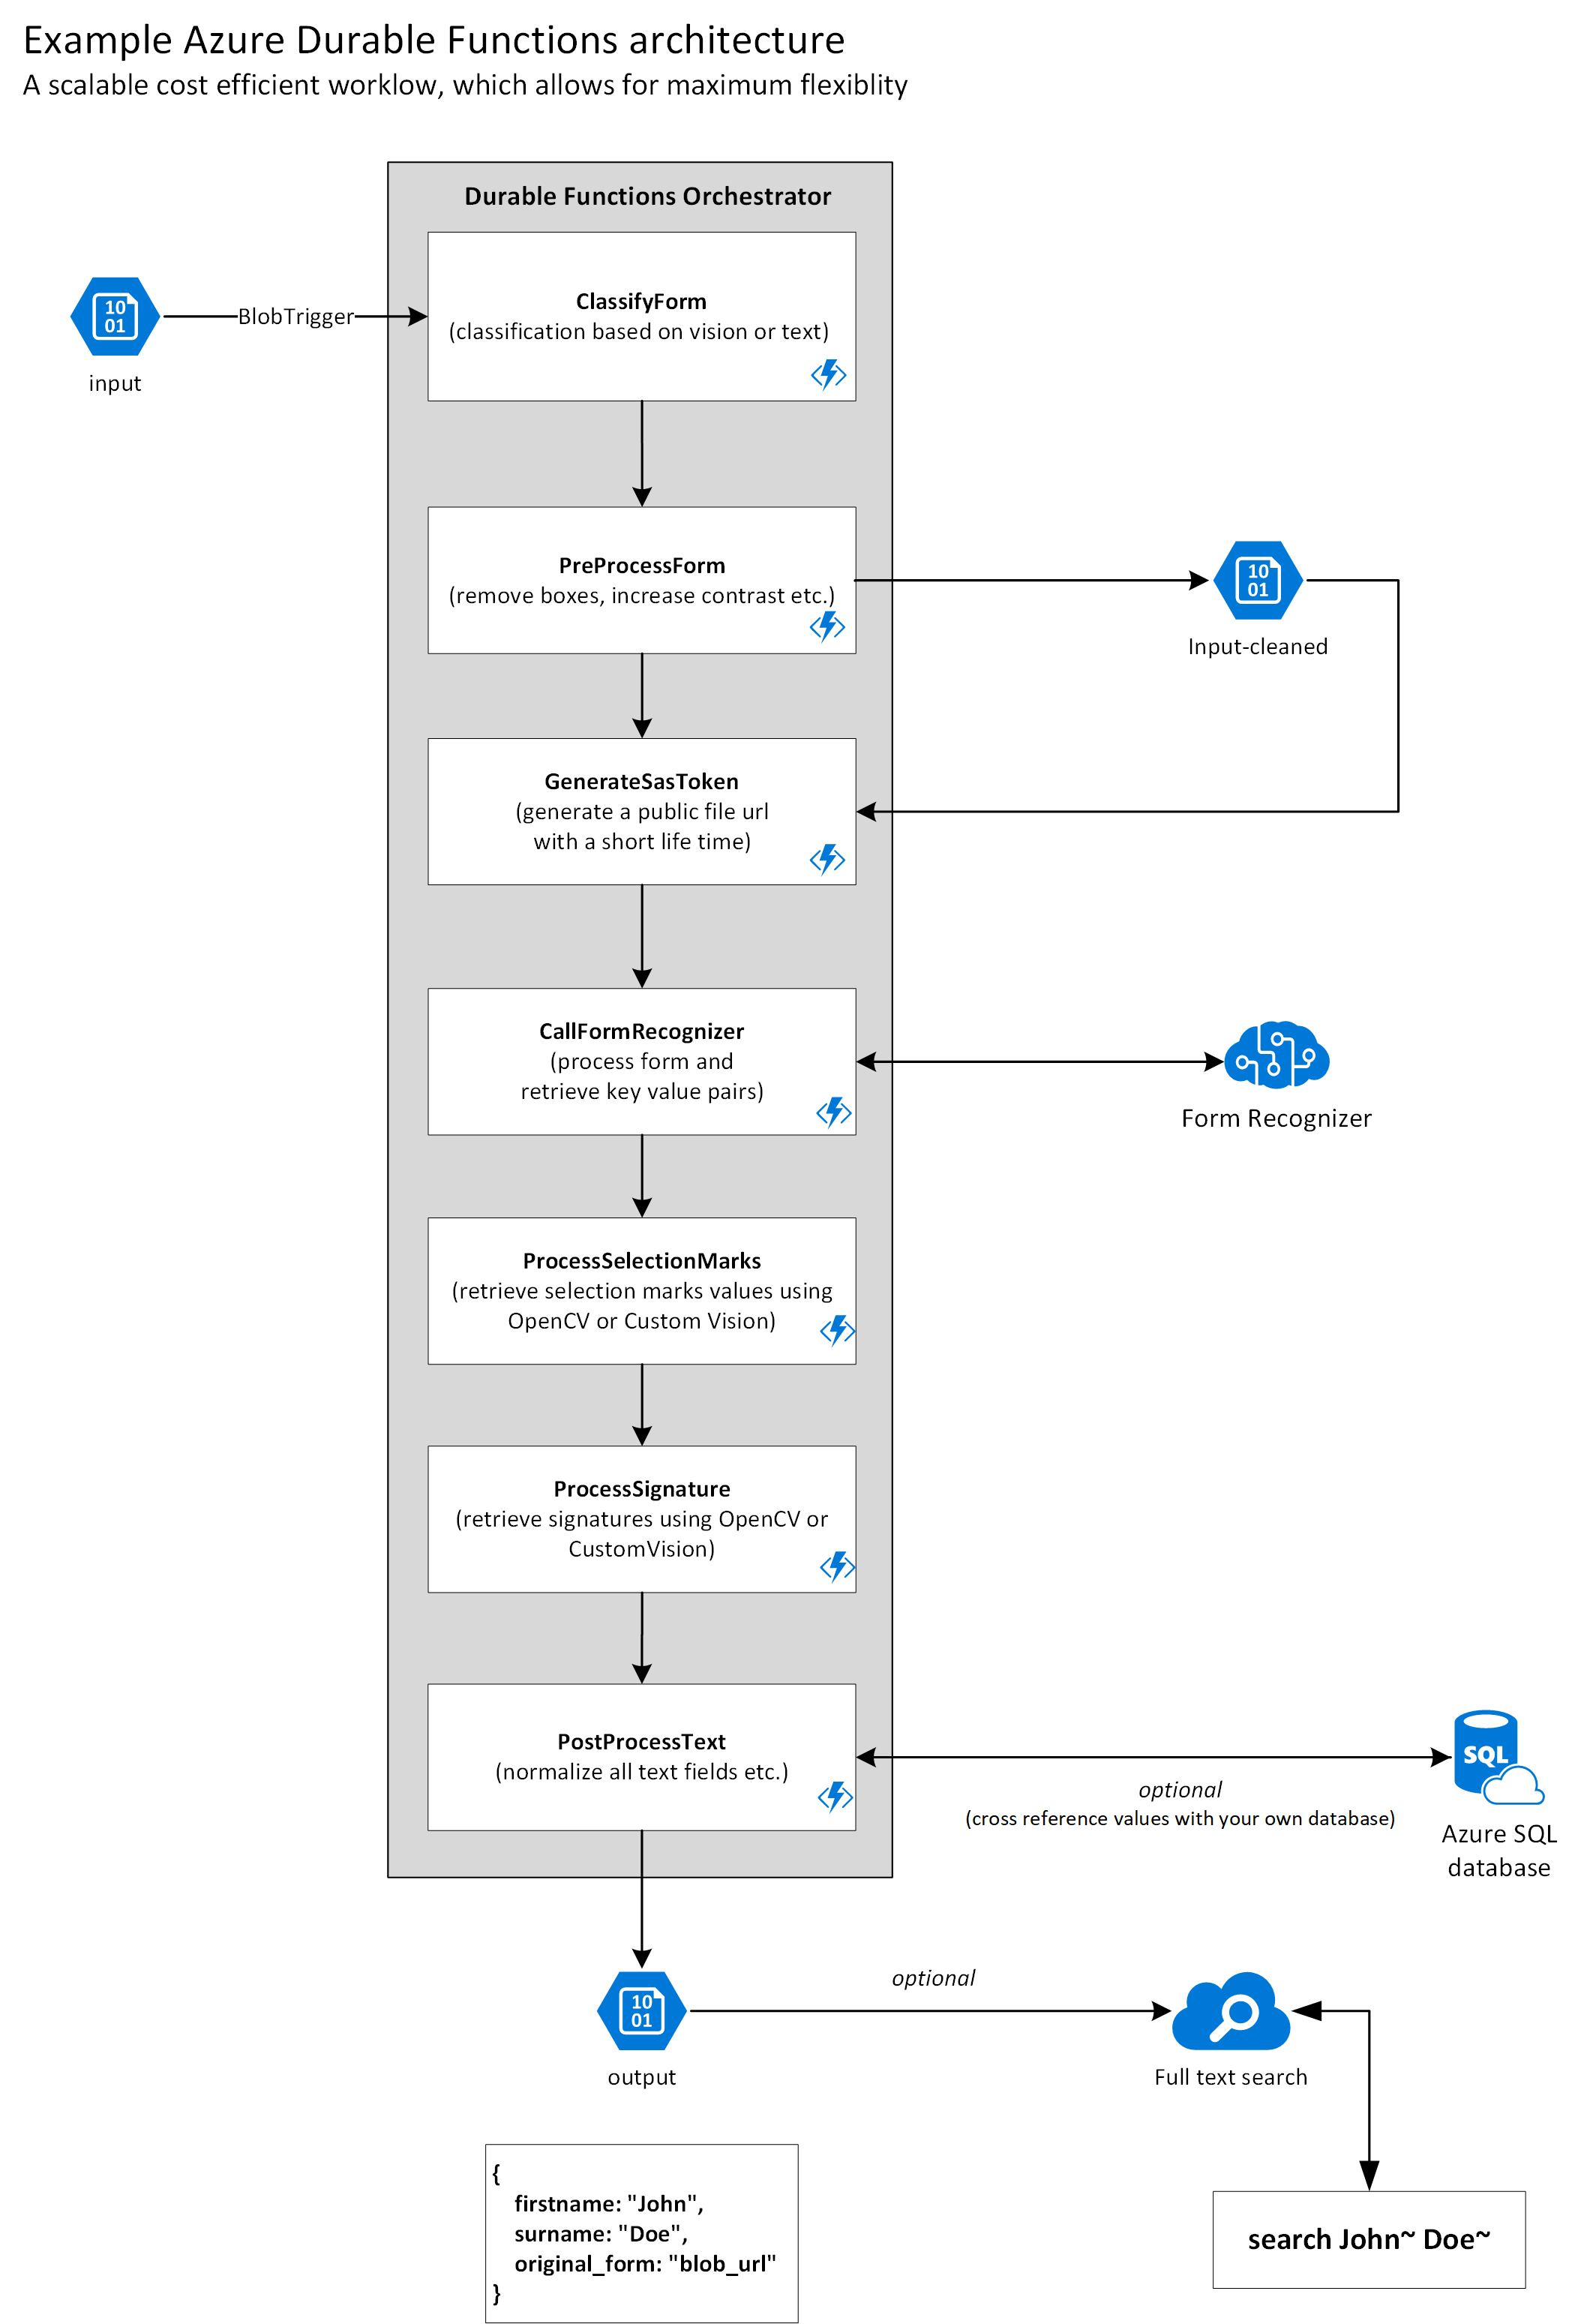 Example Azure Durable Functions architecture
A scalable cost efficient worklow, which allows for maximum flexiblity
Durable Functions Orchestrator
ClassifyForm
(classification based on vision or text)
10
01
BlobTrigger
input
PreProcessForm
(remove boxes, increase contrast etc.)
10
01
Input-cleaned
GenerateSasToken
(generate a public file url
with a short life time)
CallFormRecognizer
(process form and
retrieve key value pairs)
Form Recognizer
ProcessSelectionMarks
(retrieve selection marks values using
OpenCV or Custom Vision)
ProcessSignature
(retrieve signatures using OpenCV or
CustomVision)
PostProcessText
(normalize all text fields etc.)
SQL
optional
(cross reference values with your own database)
Azure SQL
database
optional
10
01
output
Full text search
{
firstname: "John",
surname: "Doe",
original_form: "blob_url"
}
search John~ Doe~